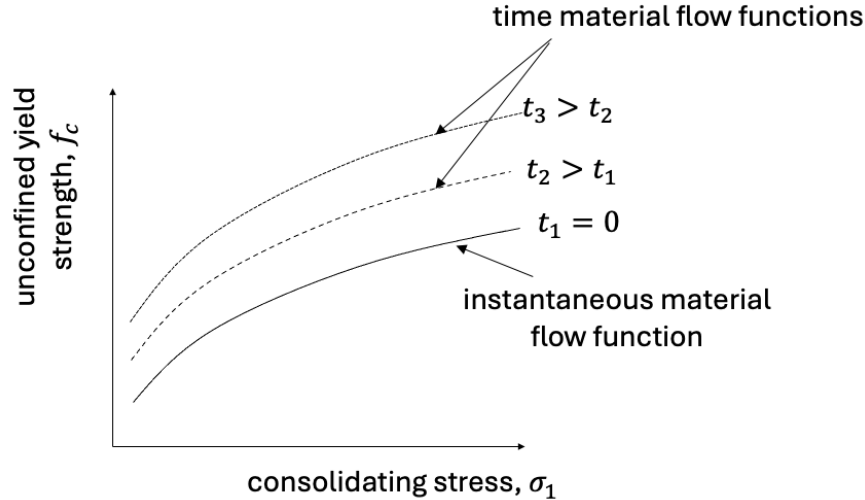 time material flow functions
unconfined yield
strength, f_c
t_3 > t_2
t_2 > t_1
t_1 = 0
instantaneous material
flow function
consolidating stress, σ_1